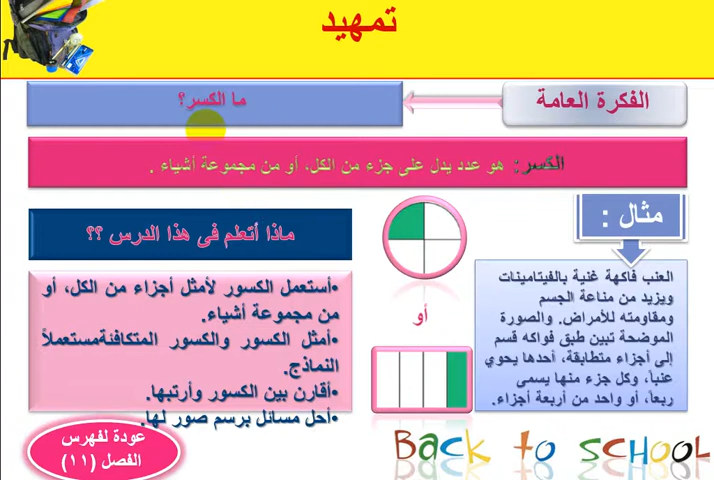 تمهيد
الفكرة العامة
ما الكسر؟
الكسر: هو عدد يدل على جزء من الكل، أو من مجموعة أشياء .
مثال :
العنب فاكهة غنية بالفيتامينات
ويزيد من مناعة الجسم
ومقاومته للأمراض. والصورة
الموضحة تبين طبق فواكه قسم
إلى أجزاء متطابقة، أحدها يحوي
عنباً، وكل جزء منها يسمى
ربعاً، أو واحد من أربعة أجزاء.
أو
ماذا أتعلم فى هذا الدرس ؟؟
•أستعمل الكسور لأمثل أجزاء من الكل، أو
من مجموعة أشياء.
•أمثل الكسور والكسور المتكافئةمستعملاً
النماذج.
•أقارن بين الكسور وأرتبها.
•أحل مسائل برسم صور لها.
عودة لفهرس
الفصل (١١)
Back to school